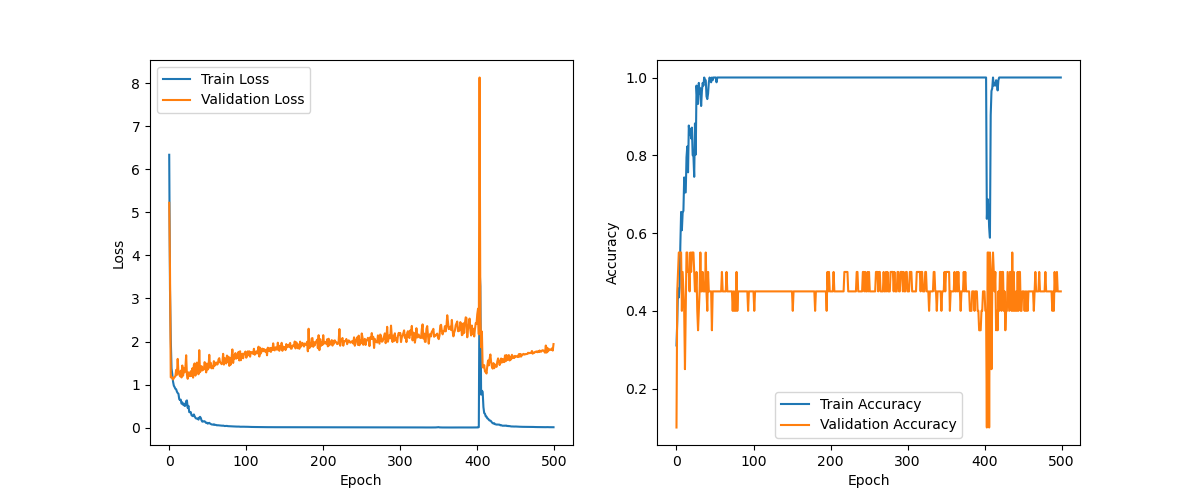 Train Loss
Validation Loss
8
7
6
5
4
3
2
1
0
Loss
0 100 200 300 400 500
Epoch
1.0
0.8
0.6
0.4
0.2
Accuracy
Train Accuracy
Validation Accuracy
0 100 200 300 400 500
Epoch